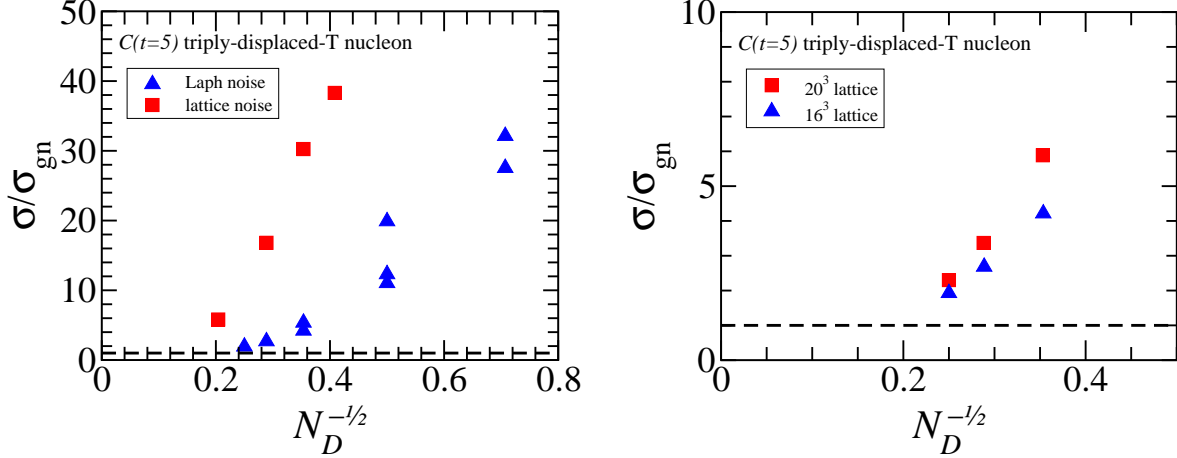 50
C(t=5) triply-displaced-T nucleon
Laph noise
lattice noise
40
30
20
10
0
σ/σgn
0 0.2 0.4 0.6 0.8
N_D^{-½}
10
C(t=5) triply-displaced-T nucleon
20³ lattice
16³ lattice
5
0
σ/σgn
0 0.2 0.4
N_D^{-½}